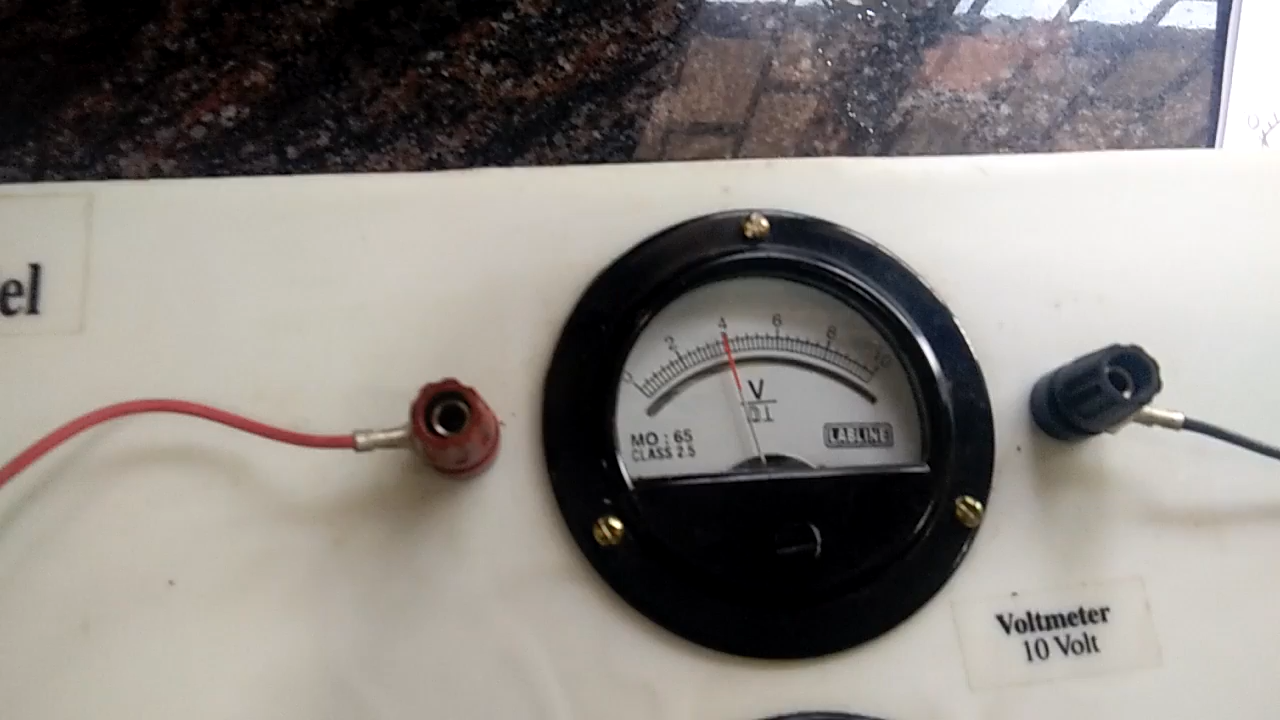 el
0 2 4 6 8 10
V
MO : 65
CLASS 2.5
LABLINE
Voltmeter
10 Volt